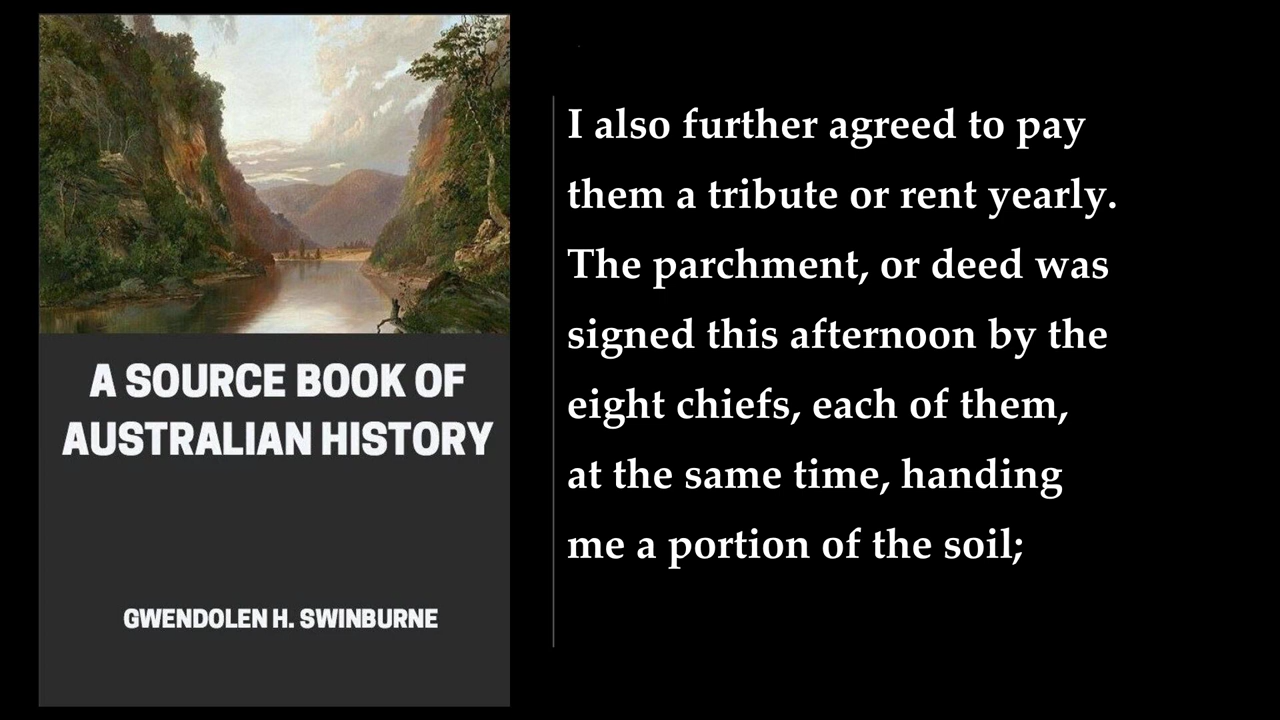 A SOURCE BOOK OF
AUSTRALIAN HISTORY
GWENDOLEN H. SWINBURNE
I also further agreed to pay
them a tribute or rent yearly.
The parchment, or deed was
signed this afternoon by the
eight chiefs, each of them,
at the same time, handing
me a portion of the soil;